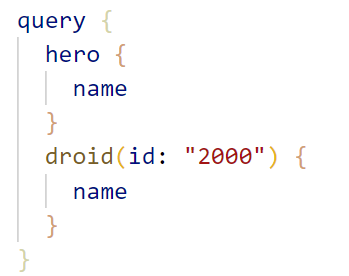 query {
  hero {
    name
  }
  droid(id: "2000") {
    name
  }
}